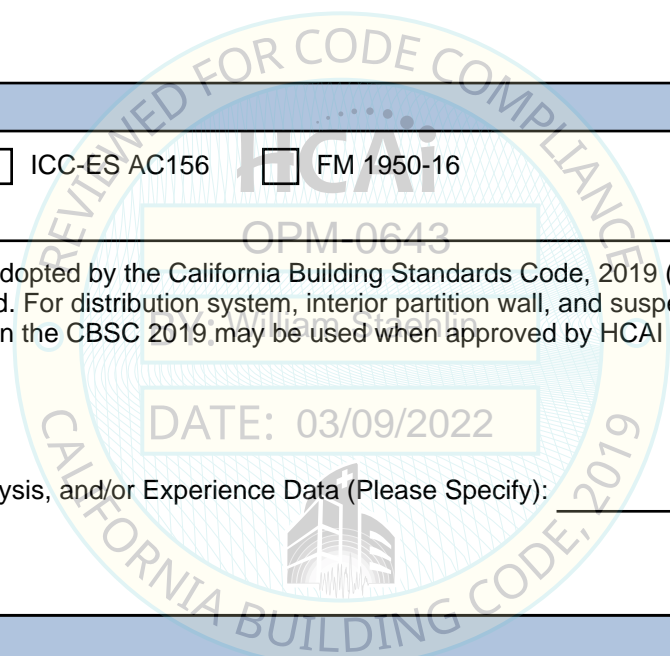 REVIEWED FOR CODE COMPLIANCE
HCAi
ICC-ES AC156 FM 1950-16
OPM-0643
dopted by the California Building Standards Code, 2019 (
d. For distribution system, interior partition wall, and susp
n the CBSC 2019 may be used when approved by HCAI
BY: William Staehlin
DATE: 03/09/2022
ysis, and/or Experience Data (Please Specify):
CALIFORNIA BUILDING CODE, 2019